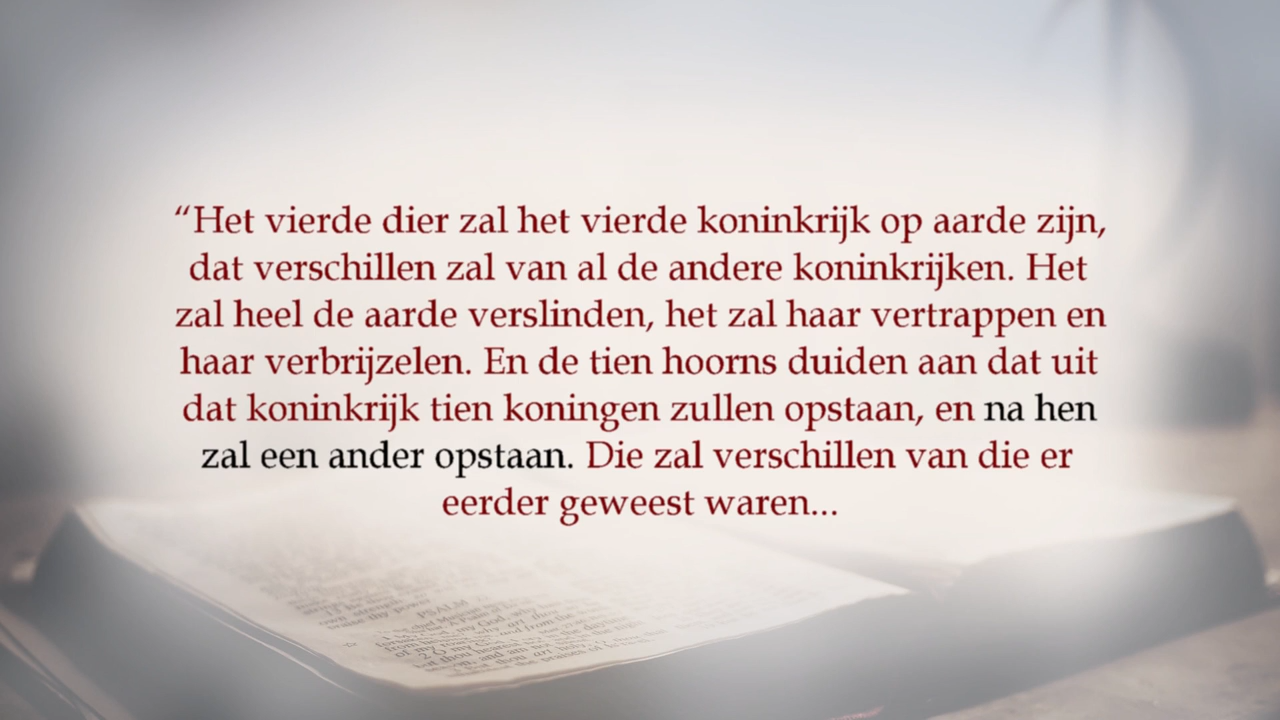 “Het vierde dier zal het vierde koninkrijk op aarde zijn,
dat verschillen zal van al de andere koninkrijken. Het
zal heel de aarde verslinden, het zal haar vertrappen en
haar verbrijzelen. En de tien hoorns duiden aan dat uit
dat koninkrijk tien koningen zullen opstaan, en na hen
zal een ander opstaan. Die zal verschillen van die er
eerder geweest waren...
PSALM